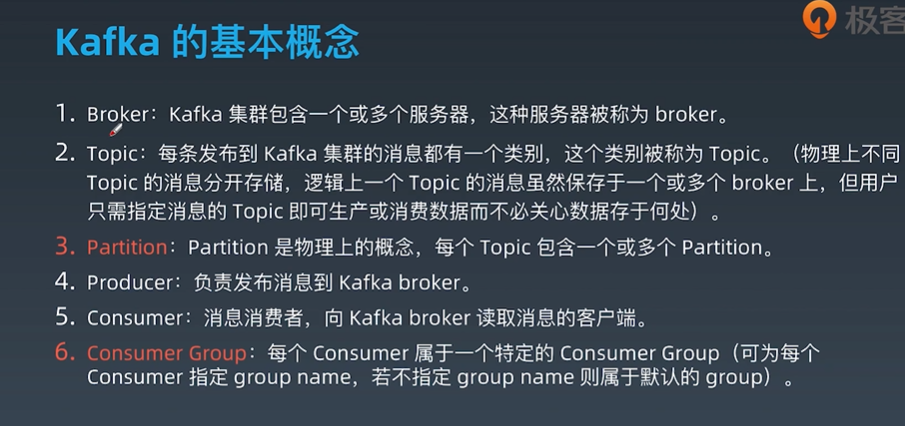 极客
Kafka 的基本概念
1. Broker：Kafka 集群包含一个或多个服务器，这种服务器被称为 broker。
2. Topic：每条发布到 Kafka 集群的消息都有一个类别，这个类别被称为 Topic。（物理上不同
Topic 的消息分开存储，逻辑上一个 Topic 的消息虽然保存于一个或多个 broker 上，但用户
只需指定消息的 Topic 即可生产或消费数据而不必关心数据存于何处）。
3. Partition：Partition 是物理上的概念，每个 Topic 包含一个或多个 Partition。
4. Producer：负责发布消息到 Kafka broker。
5. Consumer：消息消费者，向 Kafka broker 读取消息的客户端。
6. Consumer Group：每个 Consumer 属于一个特定的 Consumer Group（可为每个
Consumer 指定 group name，若不指定 group name 则属于默认的 group）。